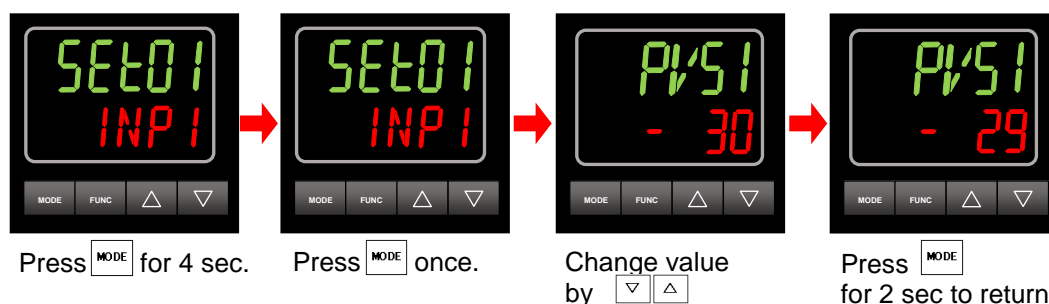 SEt01
INP1
MODE FUNC △ ▽
Press MODE for 4 sec.
SEt01
INP1
MODE FUNC △ ▽
Press MODE once.
PVS1
- 30
MODE FUNC △ ▽
Change value
by ▽ △
PVS1
- 29
MODE FUNC △ ▽
Press MODE
for 2 sec to return